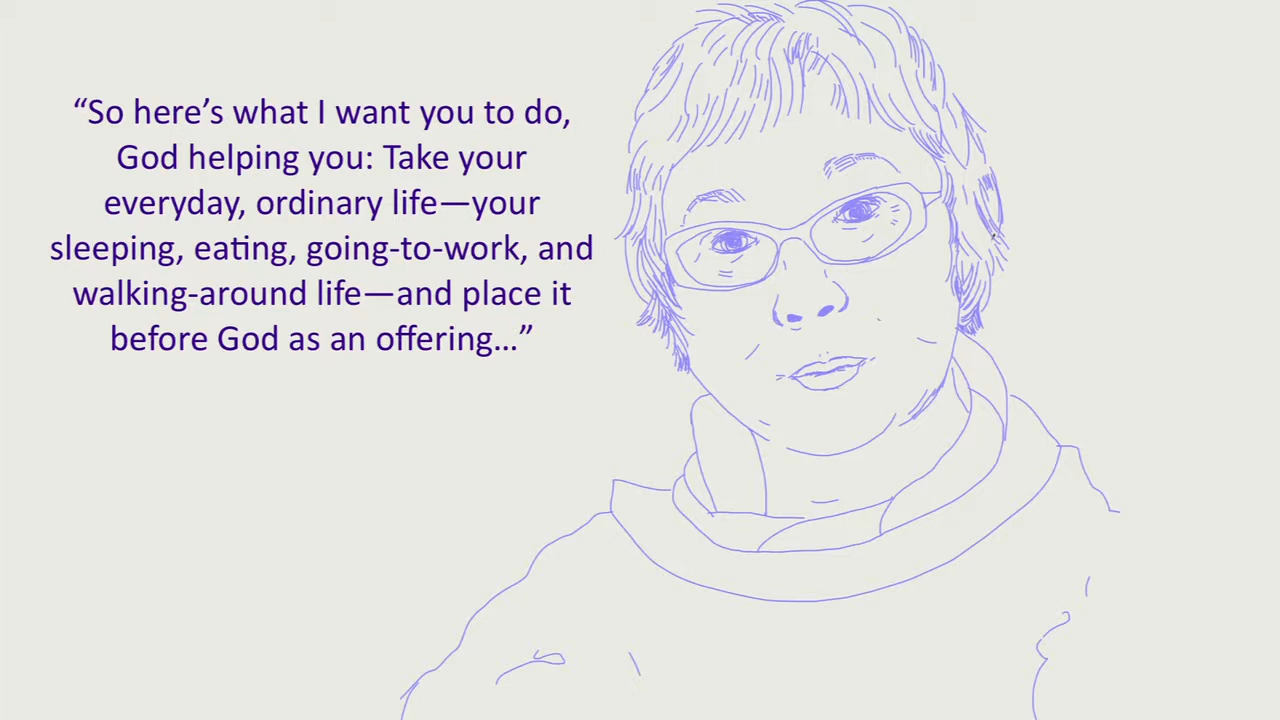 “So here’s what I want you to do,
God helping you: Take your
everyday, ordinary life—your
sleeping, eating, going-to-work, and
walking-around life—and place it
before God as an offering…”